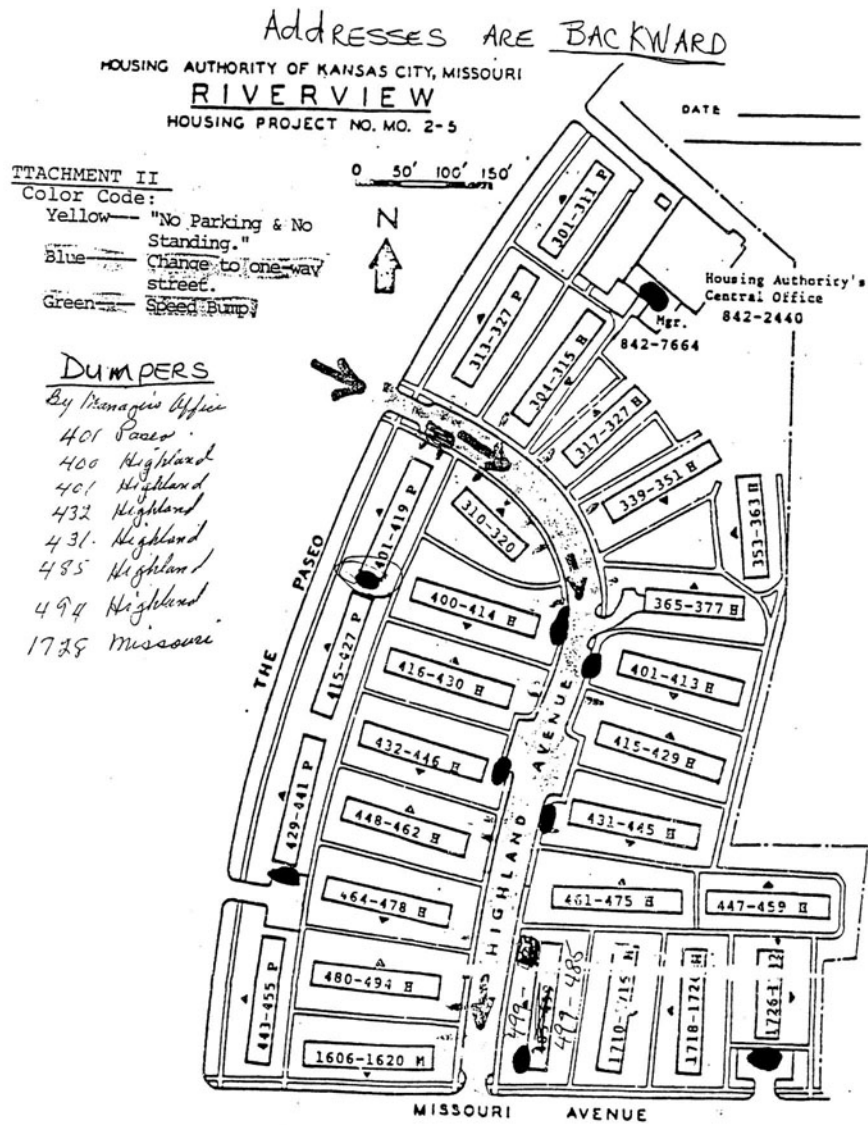 AddRESSES ARE BACKWARD
HOUSING AUTHORITY OF KANSAS CITY, MISSOURI
RIVERVIEW
HOUSING PROJECT NO. MO. 2-5
DATE
TTACHMENT II
Color Code:
Yellow— "No Parking & No
Standing."
Blue— Change to one-way
street.
Green— Speed Bump
0 50' 100' 150'
N
Housing Authority's
Central Office
842-2440
Mgr.
842-7664
DUMPERS
By Manager's Office
401 Paseo
400 Highland
401 Highland
432 Highland
431. Highland
485 Highland
494 Highland
1728 Missouri
301-311 P
313-327 P
304-315 H
317-327 H
339-351 H
353-363 H
310-320
401-419 P
400-414 H
365-377 H
415-427 P
416-430 H
401-413 H
432-446 H
415-429 H
429-441 P
448-462 H
431-445 H
464-478 H
461-475 H
447-459 H
443-455 P
480-494 H
499-485
1606-1620 M
THE PASEO
HIGHLAND AVENUE
MISSOURI AVENUE